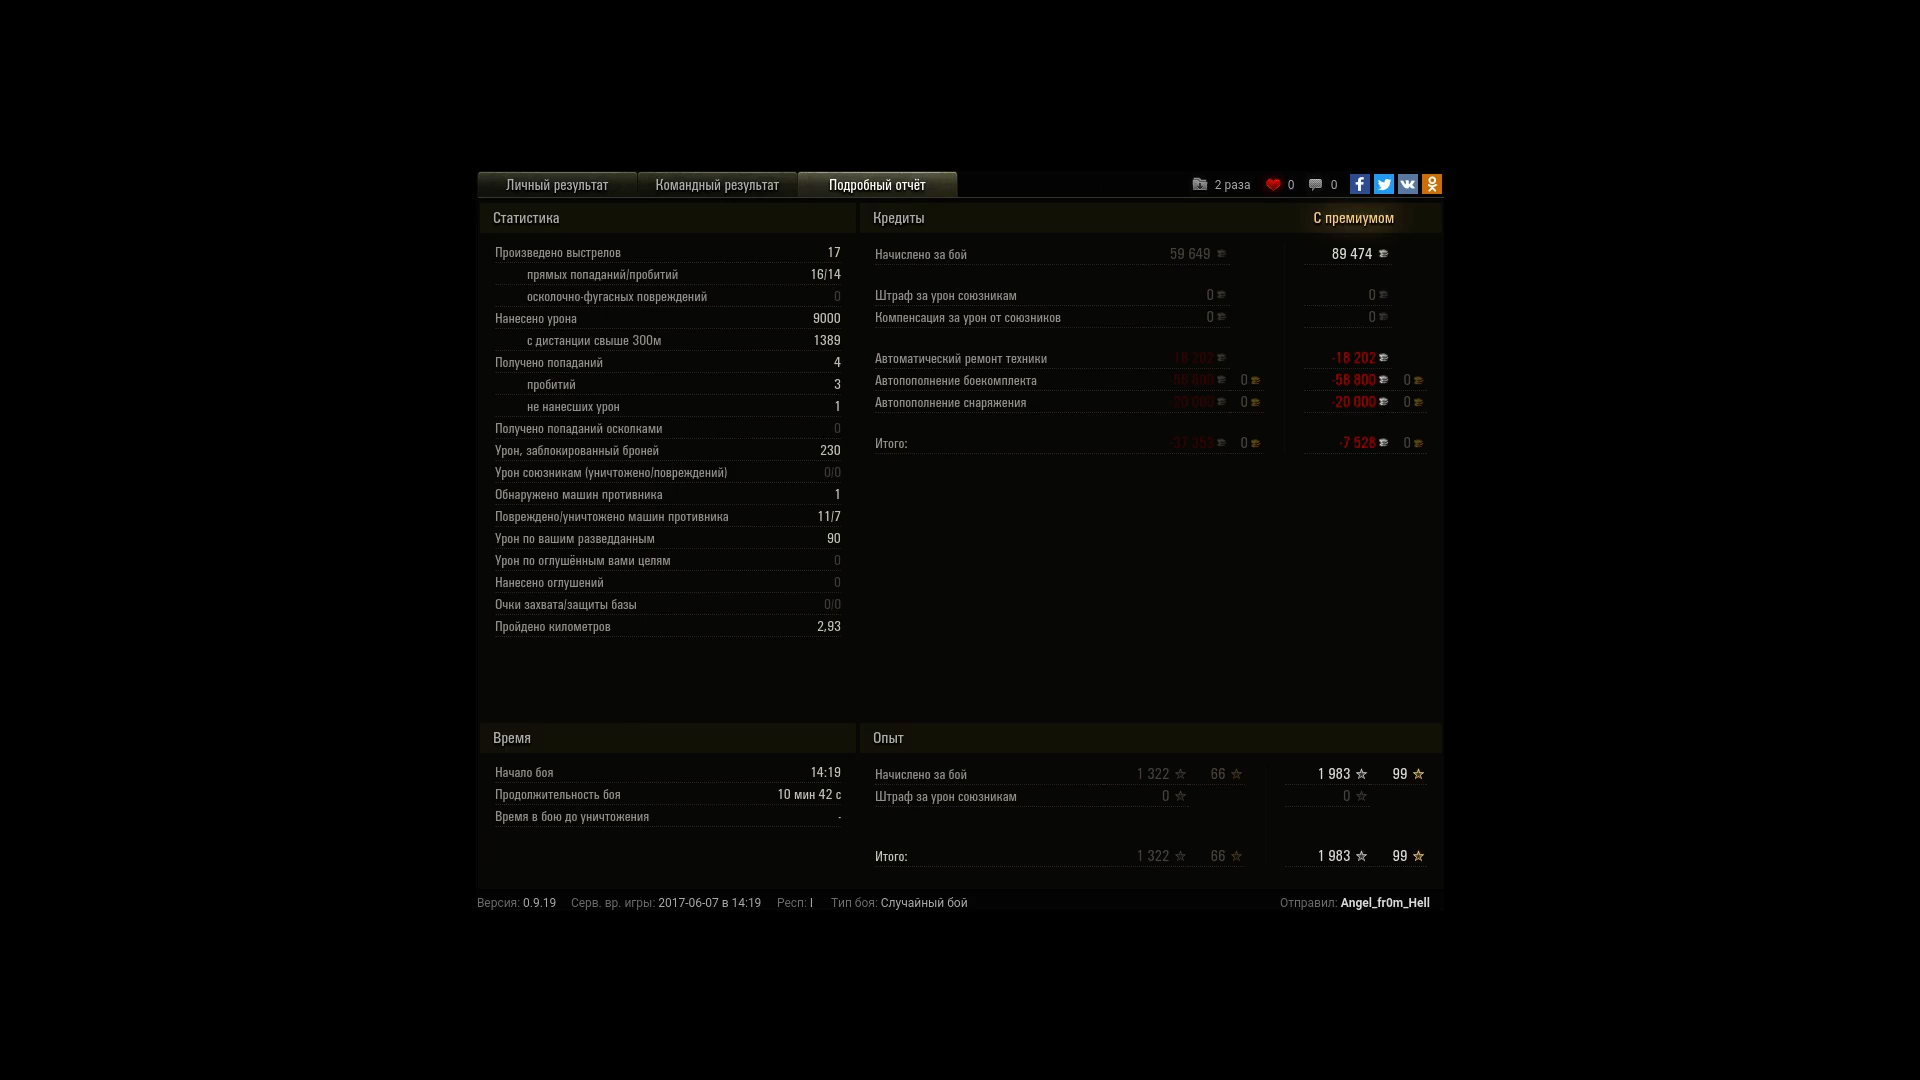 Личный результат Командный результат Подробный отчёт 2 раза 0 0
Статистика
Произведено выстрелов 17
прямых попаданий/пробитий 16/14
осколочно-фугасных повреждений 0
Нанесено урона 9000
с дистанции свыше 300м 1389
Получено попаданий 4
пробитий 3
не нанесших урон 1
Получено попаданий осколками 0
Урон, заблокированный броней 230
Урон союзникам (уничтожено/повреждений) 0/0
Обнаружено машин противника 1
Повреждено/уничтожено машин противника 11/7
Урон по вашим разведданным 90
Урон по оглушённым вами целям 0
Нанесено оглушений 0
Очки захвата/защиты базы 0/0
Пройдено километров 2,93
Кредиты С премиумом
Начислено за бой 59 649 89 474
Штраф за урон союзникам 0 0
Компенсация за урон от союзников 0 0
Автоматический ремонт техники -18 202 -18 202
Автопополнение боекомплекта -58 800 0 -58 800 0
Автопополнение снаряжения -20 000 0 -20 000 0
Итого: -37 353 0 -7 528 0
Время
Начало боя 14:19
Продолжительность боя 10 мин 42 с
Время в бою до уничтожения -
Опыт
Начислено за бой 1 322 66 1 983 99
Штраф за урон союзникам 0 0
Итого: 1 322 66 1 983 99
Версия: 0.9.19 Серв. вр. игры: 2017-06-07 в 14:19 Респ: I Тип боя: Случайный бой Отправил: Angel_fr0m_Hell